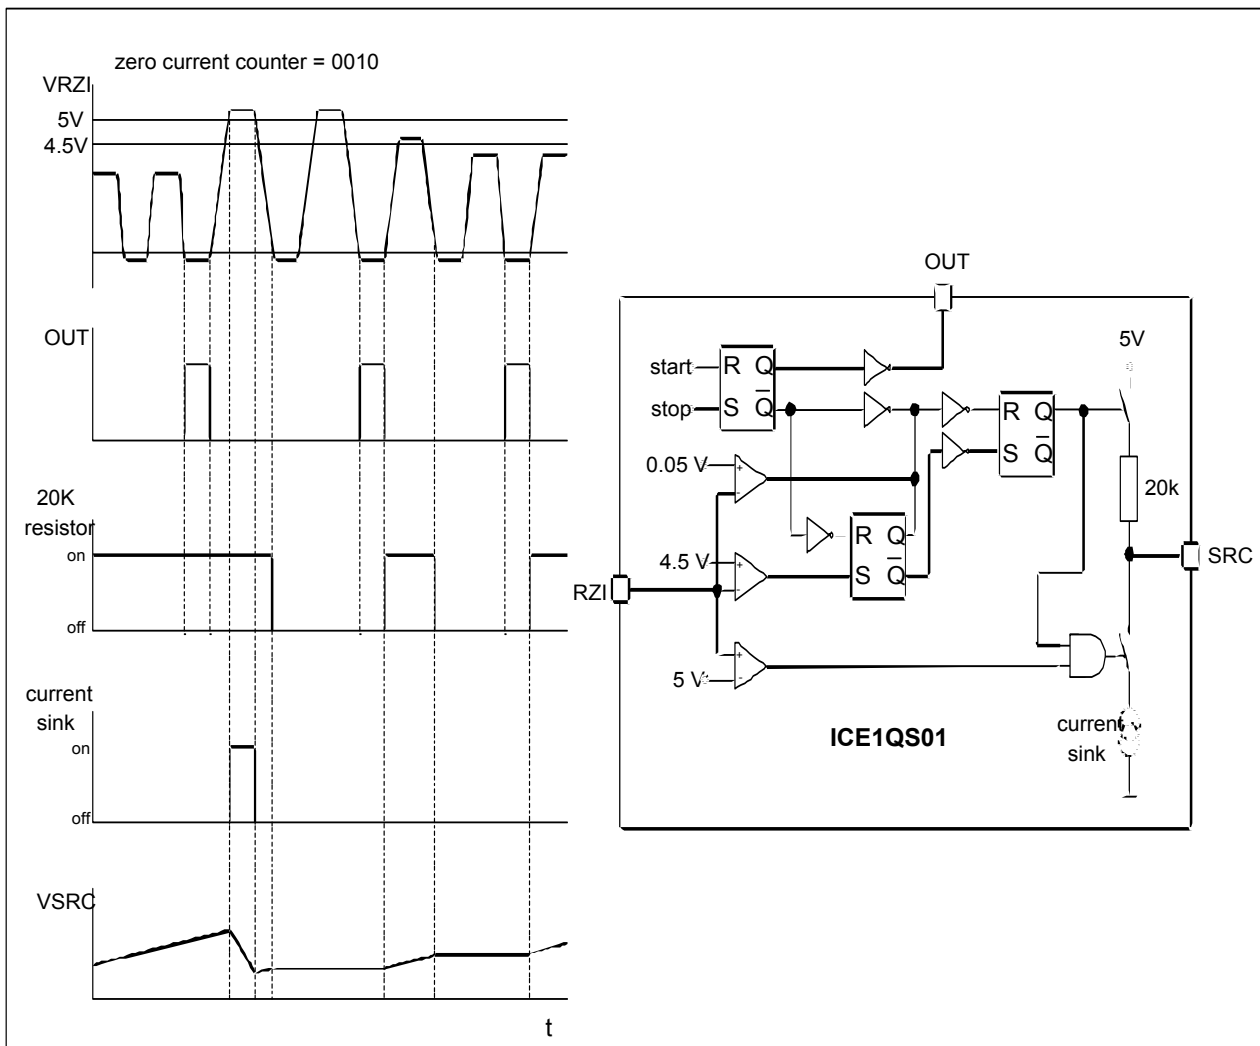 zero current counter = 0010
VRZI
5V
4.5V
OUT
20K
resistor
on
off
current
sink
on
off
VSRC
t
OUT
5V
start
R Q
stop
S Q
R Q
S Q
0.05 V
+
-
20k
R Q
4.5 V
+
-
S Q
SRC
RZI
+
5 V
-
current
sink
ICE1QS01